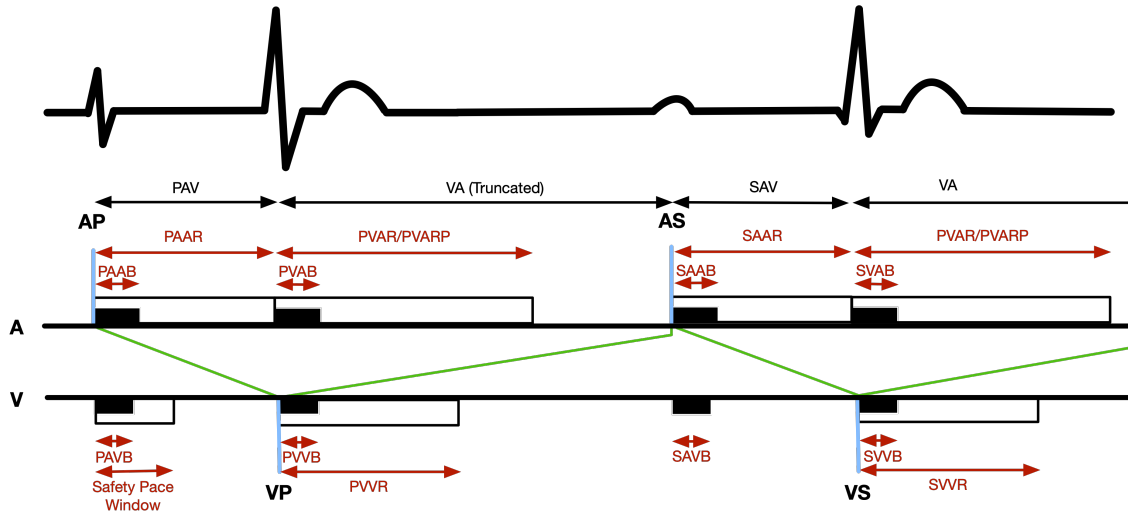 PAV
VA (Truncated)
SAV
VA
AP
AS
PAAR
PVAR/PVARP
SAAR
PVAR/PVARP
PAAB
PVAB
SAAB
SVAB
A
V
PAVB
PVVB
SAVB
SVVB
Safety Pace
Window
VP
PVVR
VS
SVVR